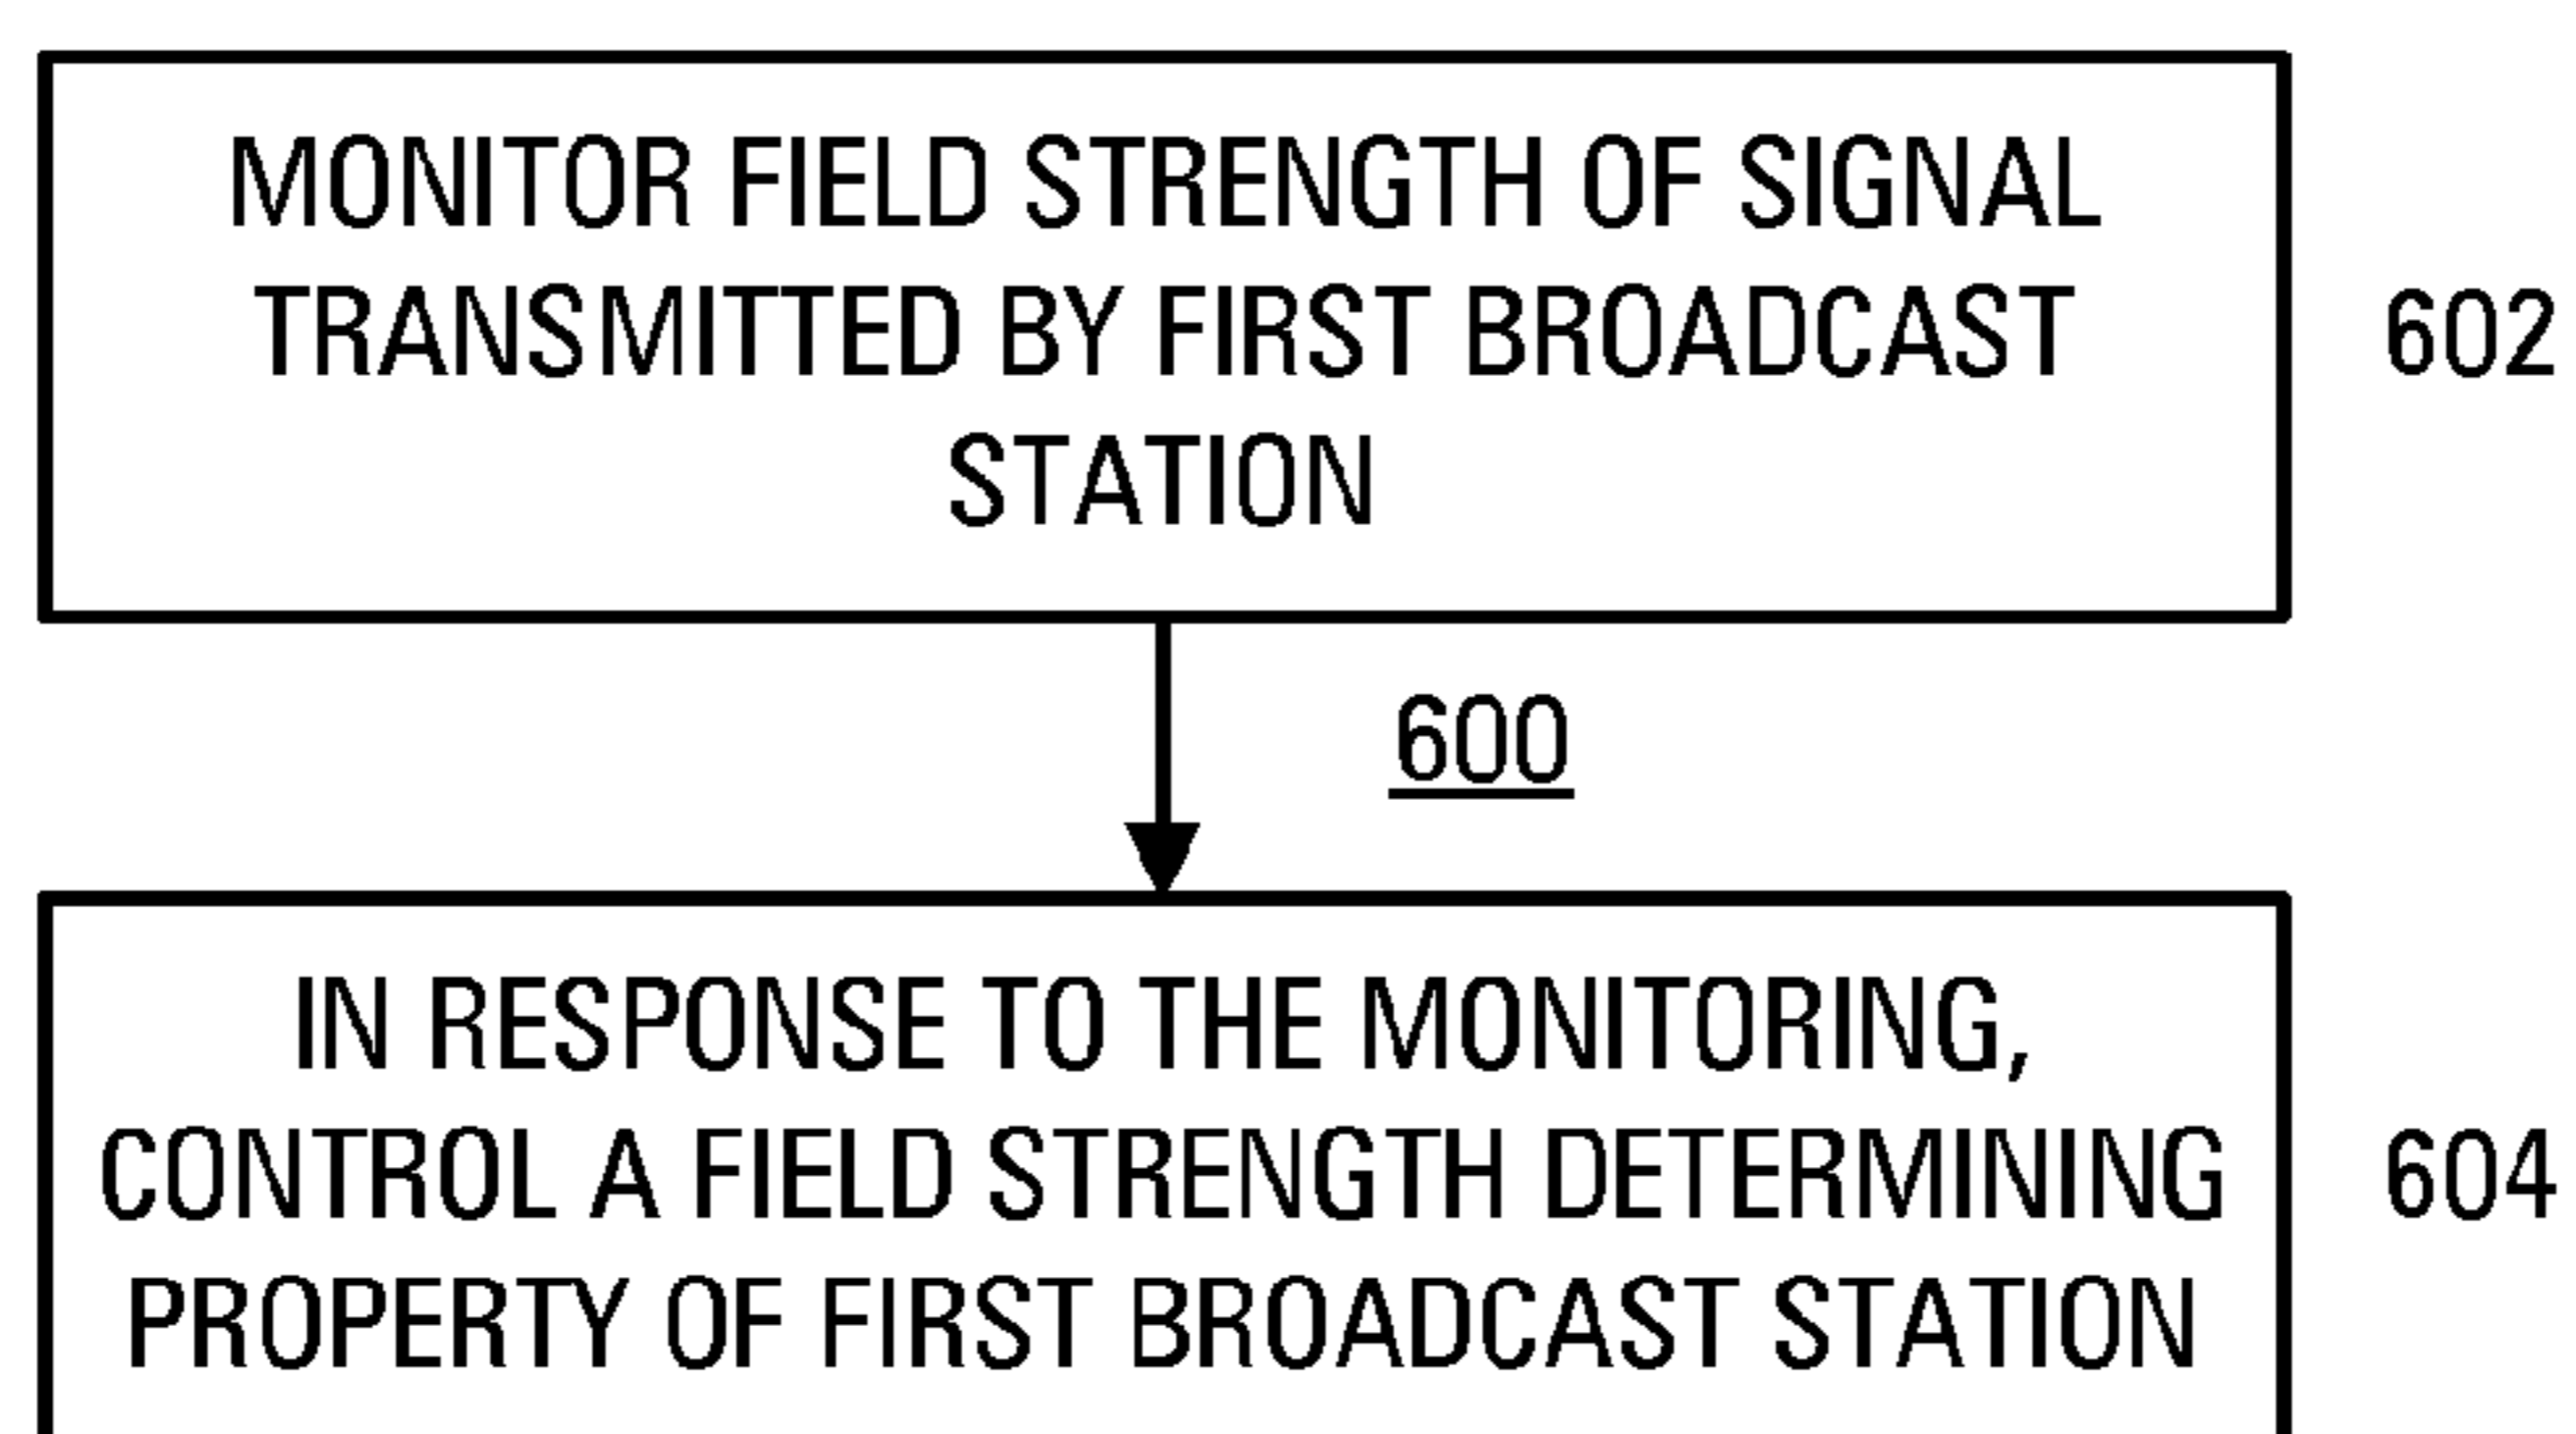 MONITOR FIELD STRENGTH OF SIGNAL
TRANSMITTED BY FIRST BROADCAST
STATION
602
600
IN RESPONSE TO THE MONITORING,
CONTROL A FIELD STRENGTH DETERMINING
PROPERTY OF FIRST BROADCAST STATION
604